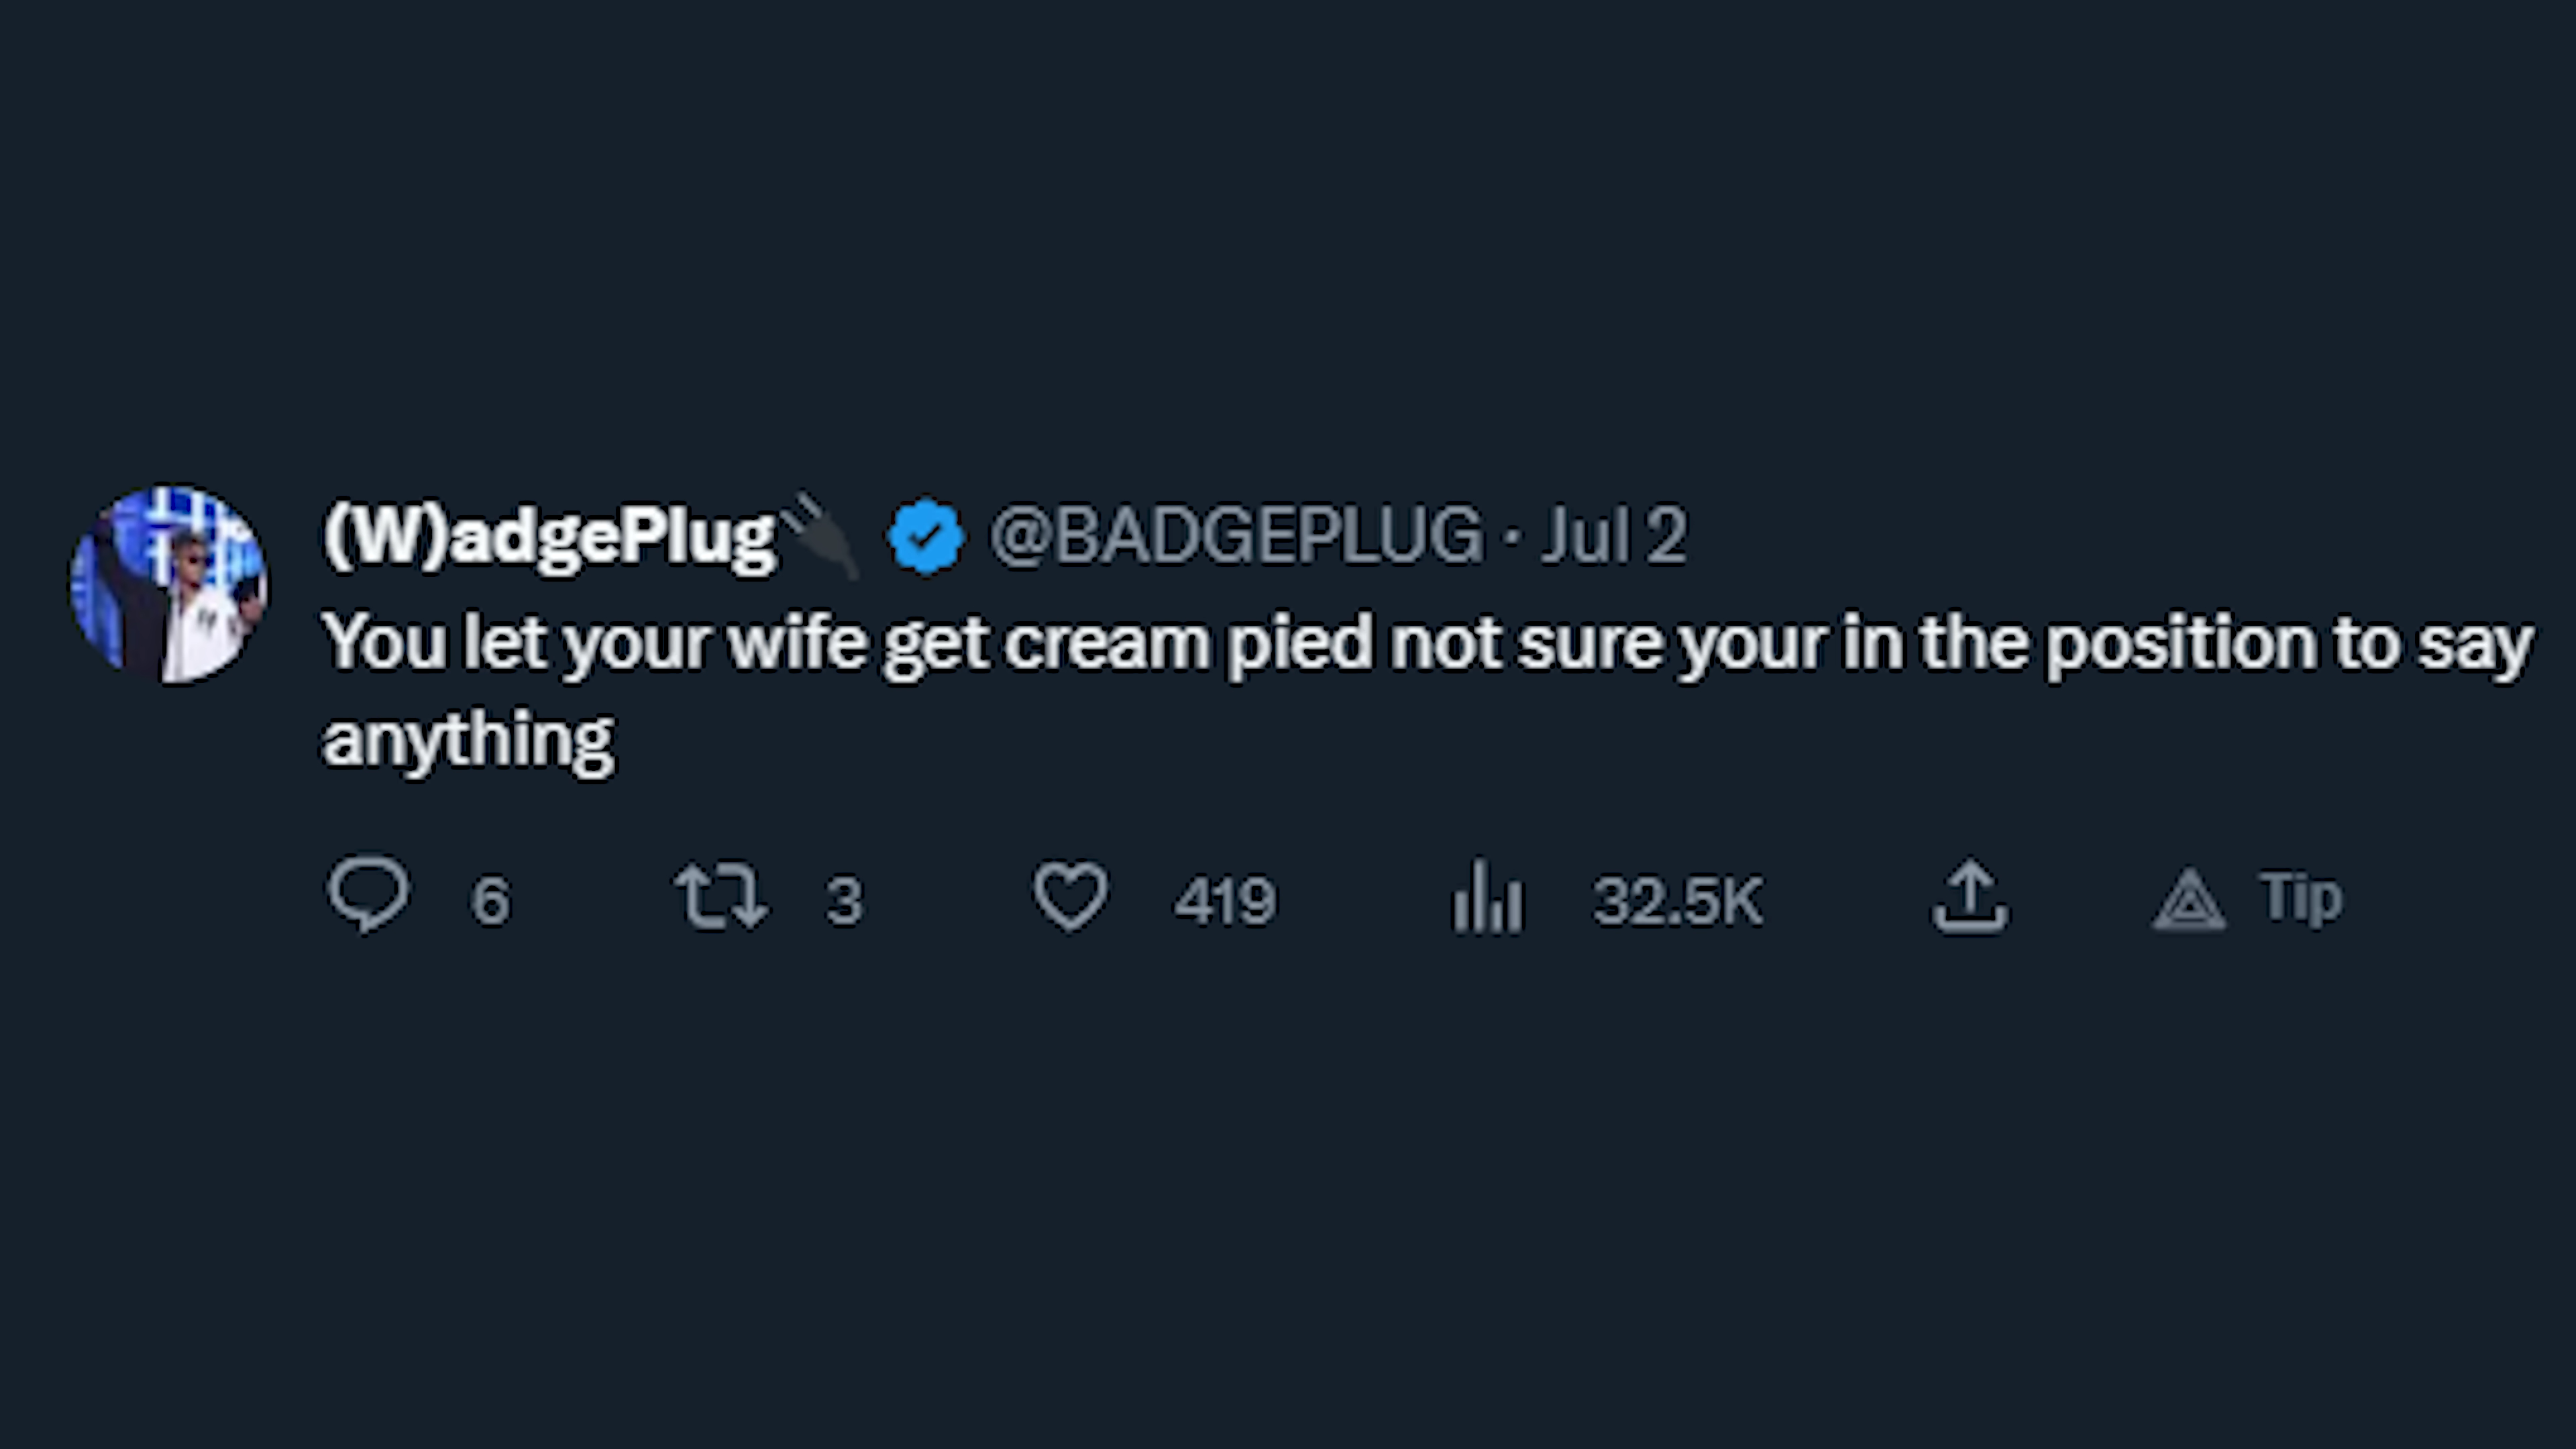 (W)adgePlug🔌 @BADGEPLUG · Jul 2
You let your wife get cream pied not sure your in the position to say
anything
6 3 419 32.5K Tip